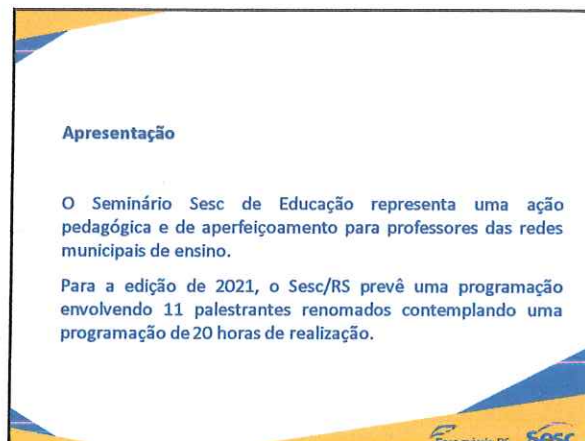 Apresentação
O Seminário Sesc de Educação representa uma ação
pedagógica e de aperfeiçoamento para professores das redes
municipais de ensino.
Para a edição de 2021, o Sesc/RS prevê uma programação
envolvendo 11 palestrantes renomados contemplando uma
programação de 20 horas de realização.
Sesc